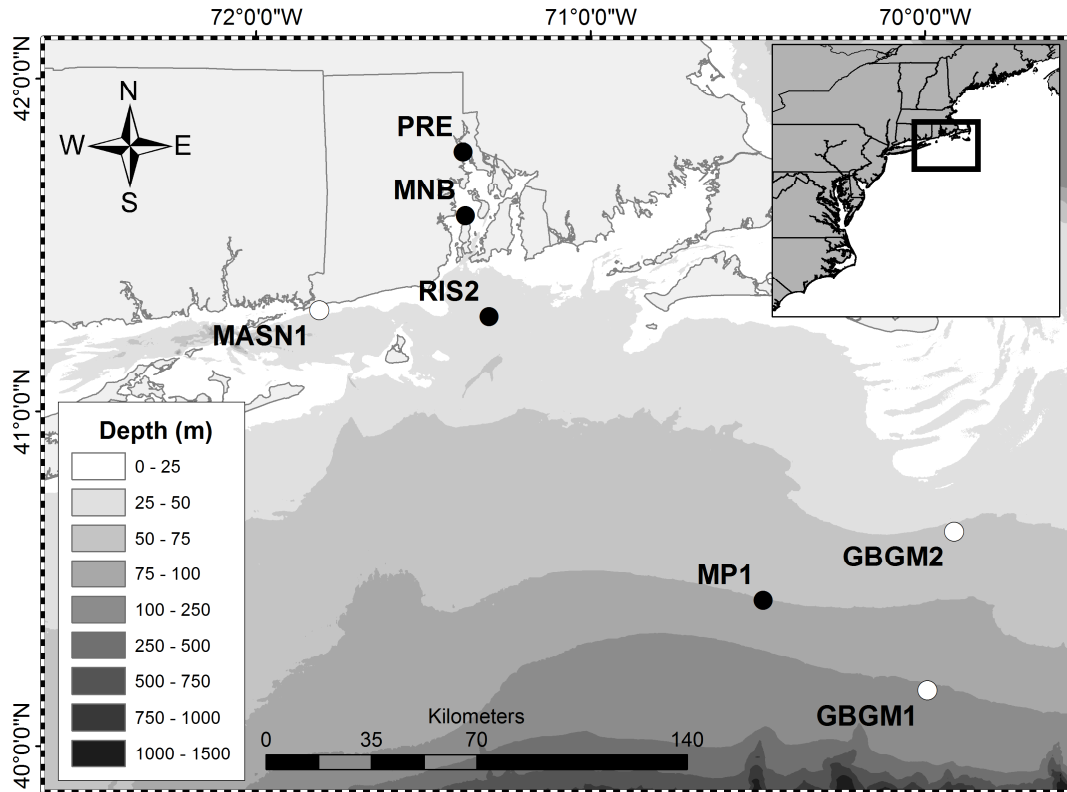 72°0'0"W 71°0'0"W 70°0'0"W
42°0'0"N
41°0'0"N
40°0'0"N
N
W E
S
PRE
MNB
RIS2
MASN1
GBGM2
MP1
GBGM1
Depth (m)
0 - 25
25 - 50
50 - 75
75 - 100
100 - 250
250 - 500
500 - 750
750 - 1000
1000 - 1500
Kilometers
0 35 70 140